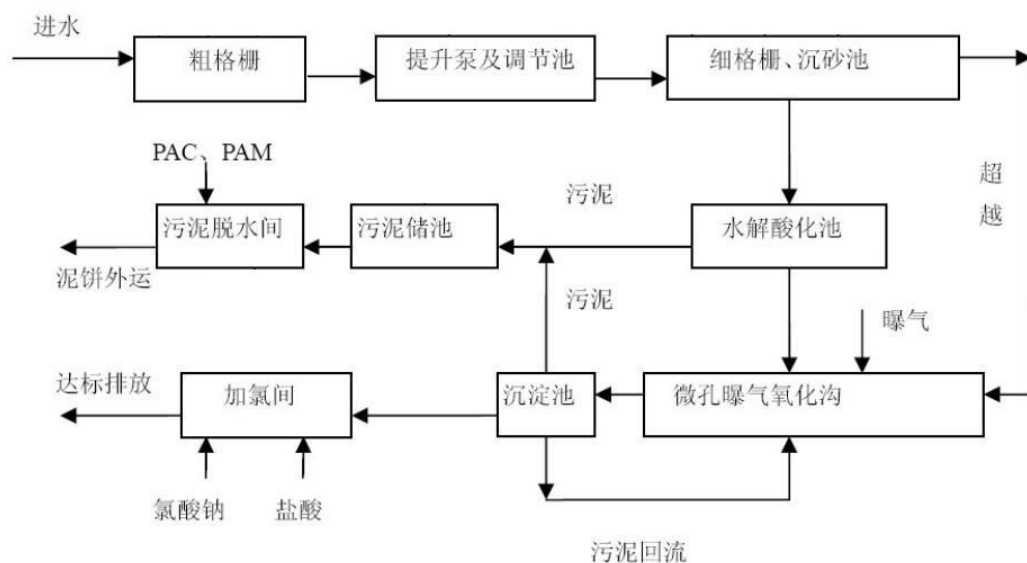 进水
粗格栅
提升泵及调节池
细格栅、沉砂池
超
越
PAC、PAM
污泥
污泥脱水间
污泥储池
水解酸化池
泥饼外运
污泥
曝气
达标排放
加氯间
沉淀池
微孔曝气氧化沟
氯酸钠
盐酸
污泥回流